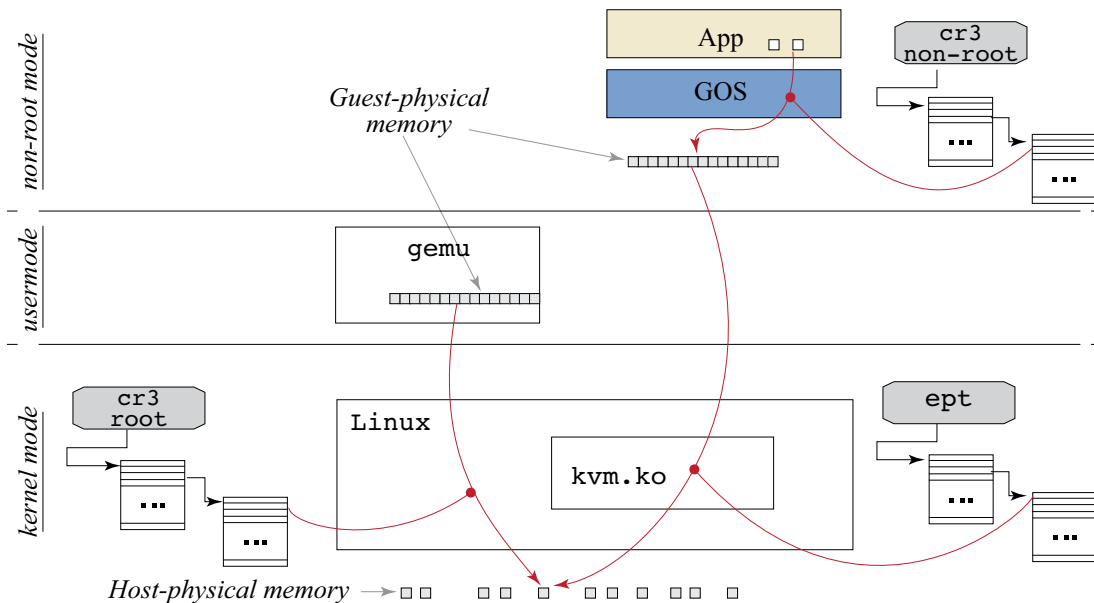 non-root mode
App
GOS
cr3
non-root
Guest-physical
memory
...
...
usermode
gemu
kernel mode
cr3
root
Linux
kvm.ko
ept
...
...
...
...
Host-physical memory